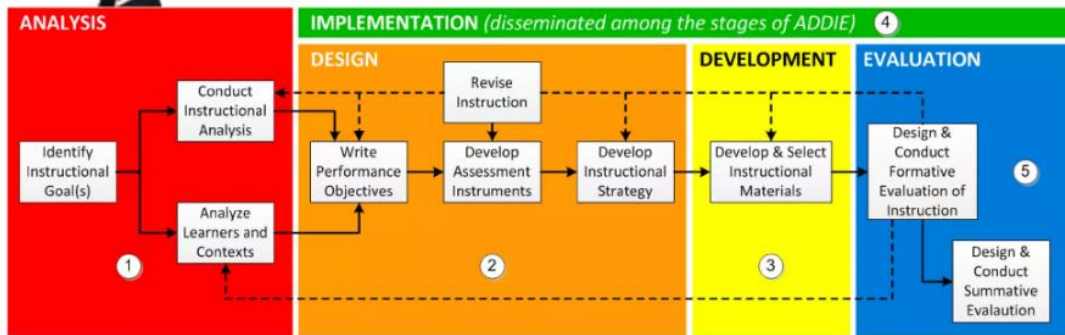 ANALYSIS
IMPLEMENTATION (disseminated among the stages of ADDIE) 4
DESIGN
DEVELOPMENT
EVALUATION
Identify
Instructional
Goal(s)
Conduct
Instructional
Analysis
Analyze
Learners and
Contexts
1
Revise
Instruction
Write
Performance
Objectives
Develop
Assessment
Instruments
Develop
Instructional
Strategy
2
Develop & Select
Instructional
Materials
3
Design &
Conduct
Formative
Evaluation of
Instruction
5
Design &
Conduct
Summative
Evalaution